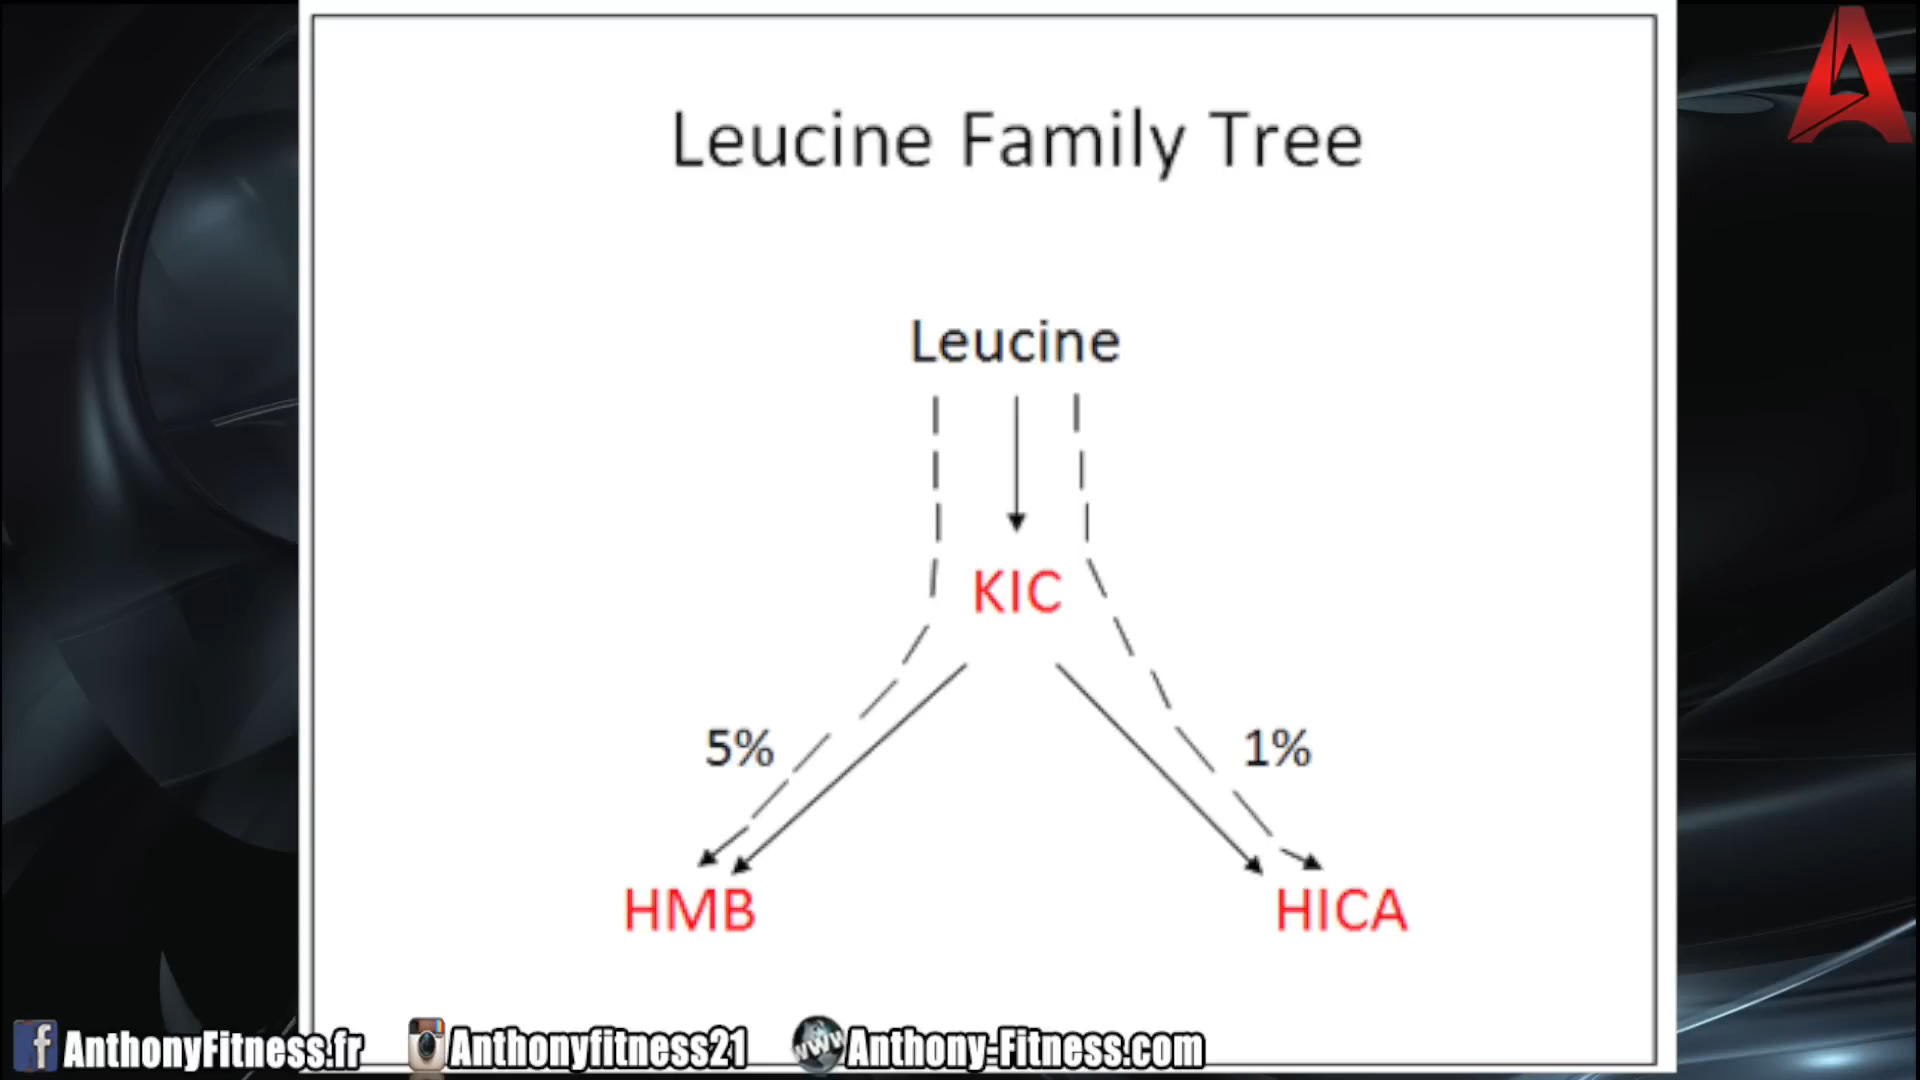 Leucine Family Tree
Leucine
KIC
5%
1%
HMB
HICA
AnthonyFitness.fr
Anthonyfitness21
www
Anthony-Fitness.com